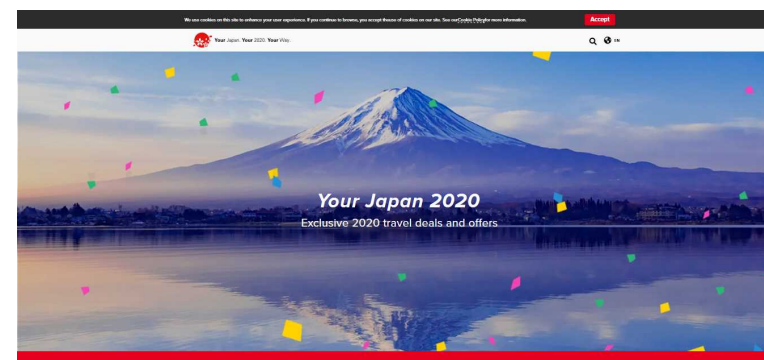 We use cookies on this site to enhance your user experience. If you continue to browse, you accept the use of cookies on our site. See our Cookie Policy for more information.
Accept
Your Japan. Your 2020. Your Way.
EN
Your Japan 2020
Exclusive 2020 travel deals and offers